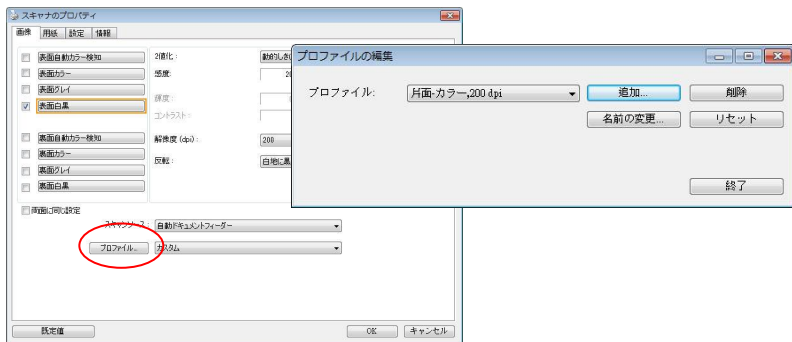 スキャナのプロパティ
画像 用紙 設定 情報
表面自動カラー検知
表面カラー
表面グレイ
表面白黒
裏面自動カラー検知
裏面カラー
裏面グレイ
裏面白黒
両面に同じ設定
2値化:
感度:
輝度:
コントラスト:
解像度 (dpi): 200
反転: 白地に黒
スキャンソース: 自動ドキュメントフィーダー
プロファイル... カスタム
既定値 OK キャンセル
プロファイルの編集
プロファイル: 片面-カラー,200 dpi 追加... 削除
名前の変更... リセット
終了